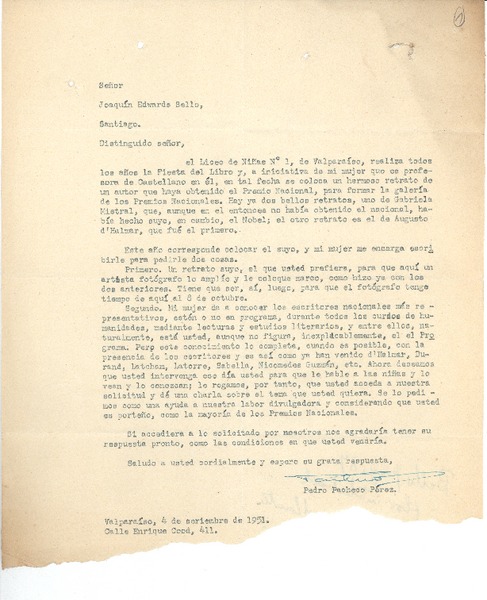 Señor
Joaquín Edwards Bello,
Santiago.
Distinguido señor,
el Liceo de Niñas Nº 1, de Valparaíso, realiza todos
los años la Fiesta del Libro y, a iniciativa de mi mujer que es profe-
sora de Castellano en él, en tal fecha se coloca un hermoso retrato de
un autor que haya obtenido el Premio Nacional, para formar la galería
de los Premios Nacionales. Hay ya dos bellos retratos, uno de Gabriela
Mistral, que, aunque en el entonces no había obtenido el nacional, ha-
bía hecho suyo, en cambio, el Nobel; el otro retrato es el de Augusto
d'Halmar, que fué el primero.
Este año corresponde colocar el suyo, y mi mujer me encarga escri
birle para pedirle dos cosas.
Primero. Un retrato suyo, el que usted prefiera, para que aquí un
artista fotógrafo lo amplíe y le coloque marco, como hizo ya con los
dos anteriores. Tiene que ser, así, luego, para que el fotógrafo tenga
tiempo de aquí al 8 de octubre.
Segundo. Mi mujer da a conocer los escritores nacionales más re-
presentativos, estén o no en programa, durante todos los cursos de hu-
manidades, mediante lecturas y estudios literarios, y entre ellos, na-
turalmente, está usted, aunque no figura, inexplicablemente, el el Pro
grama. Pero este conocimiento lo completa, cuando es posible, con la
presencia de los escritores y es así como ya han venido d'Halmar, Du-
rand, Latchan, Latorre, Sabella, Nicomedes Guzmán, etc. Ahora deseamos
que usted intervenga ese día usted para que le hable a las niñas y lo
vean y lo conozcan; lo rogamos, por tanto, que usted acceda a nuestra
solicitud y dé una charla sobre el tema que usted quiera. Se lo pedi-
mos como una ayuda a nuestra labor divulgadora y considerando que usted
es porteño, como la mayoría de los Premios Nacionales.
Si accediera a lo solicitado por nosotros nos agradaría tener su
respuesta pronto, como las condiciones en que usted vendría.
Saludo a usted cordialmente y espero su grata respuesta,
Pedro Pacheco Pérez.
Valparaíso, 4 de de 1951.
Calle Enrique 411.